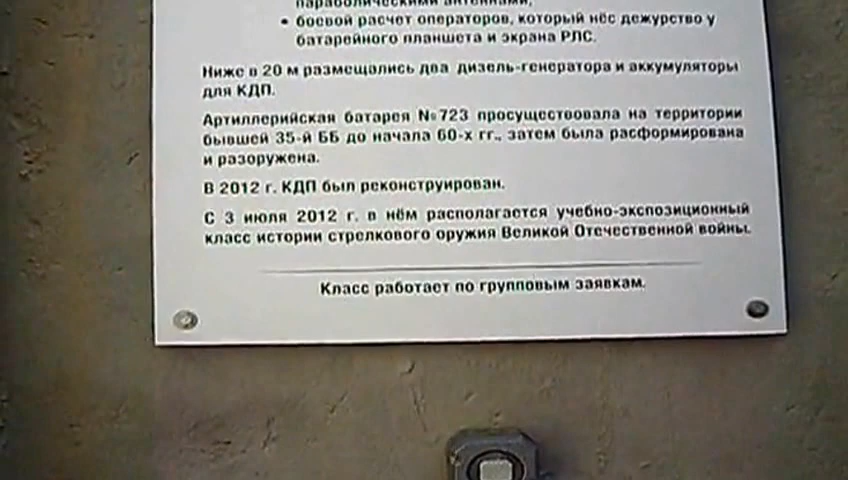 параболическими антеннами;
• боевой расчет операторов, который нёс дежурство у
батарейного планшета и экрана РЛС.
Ниже в 20 м размещались два дизель-генератора и аккумуляторы
для КДП.
Артиллерийская батарея №723 просуществовала на территории
бывшей 35-й ББ до начала 60-х гг., затем была расформирована
и разоружена.
В 2012 г. КДП был реконструирован.
С 3 июля 2012 г. в нём располагается учебно-экспозиционный
класс истории стрелкового оружия Великой Отечественной войны.
Класс работает по групповым заявкам.